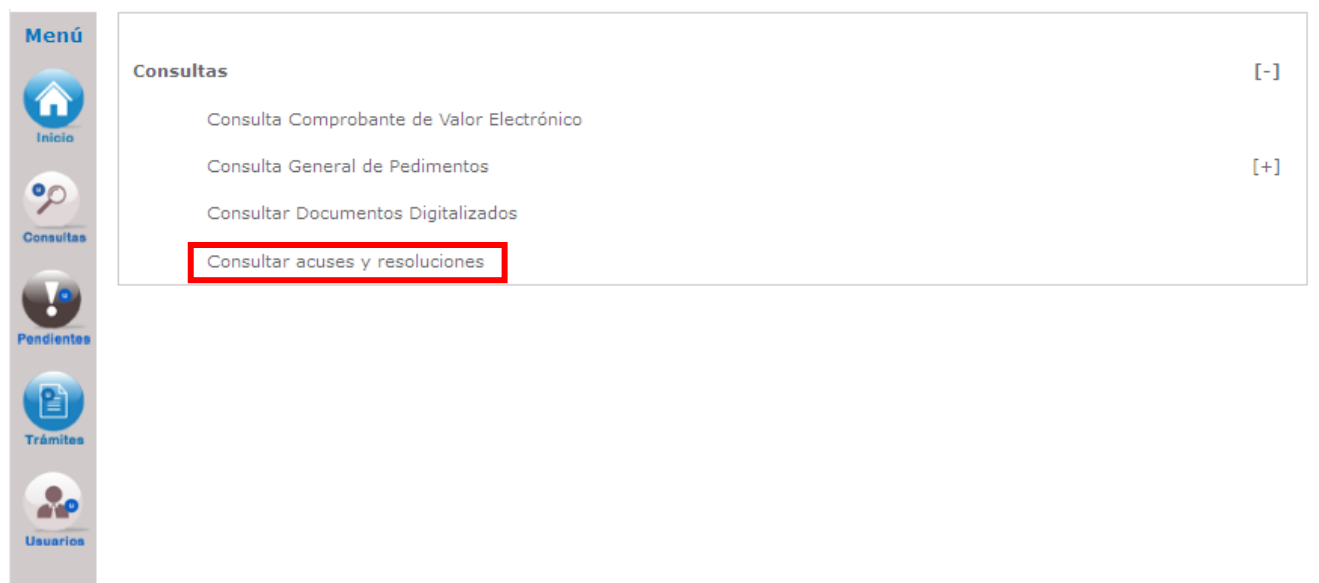 Menú
Inicio
Consultas
Pendientes
Trámites
Usuarios
Consultas [-]
Consulta Comprobante de Valor Electrónico
Consulta General de Pedimentos [+]
Consultar Documentos Digitalizados
Consultar acuses y resoluciones